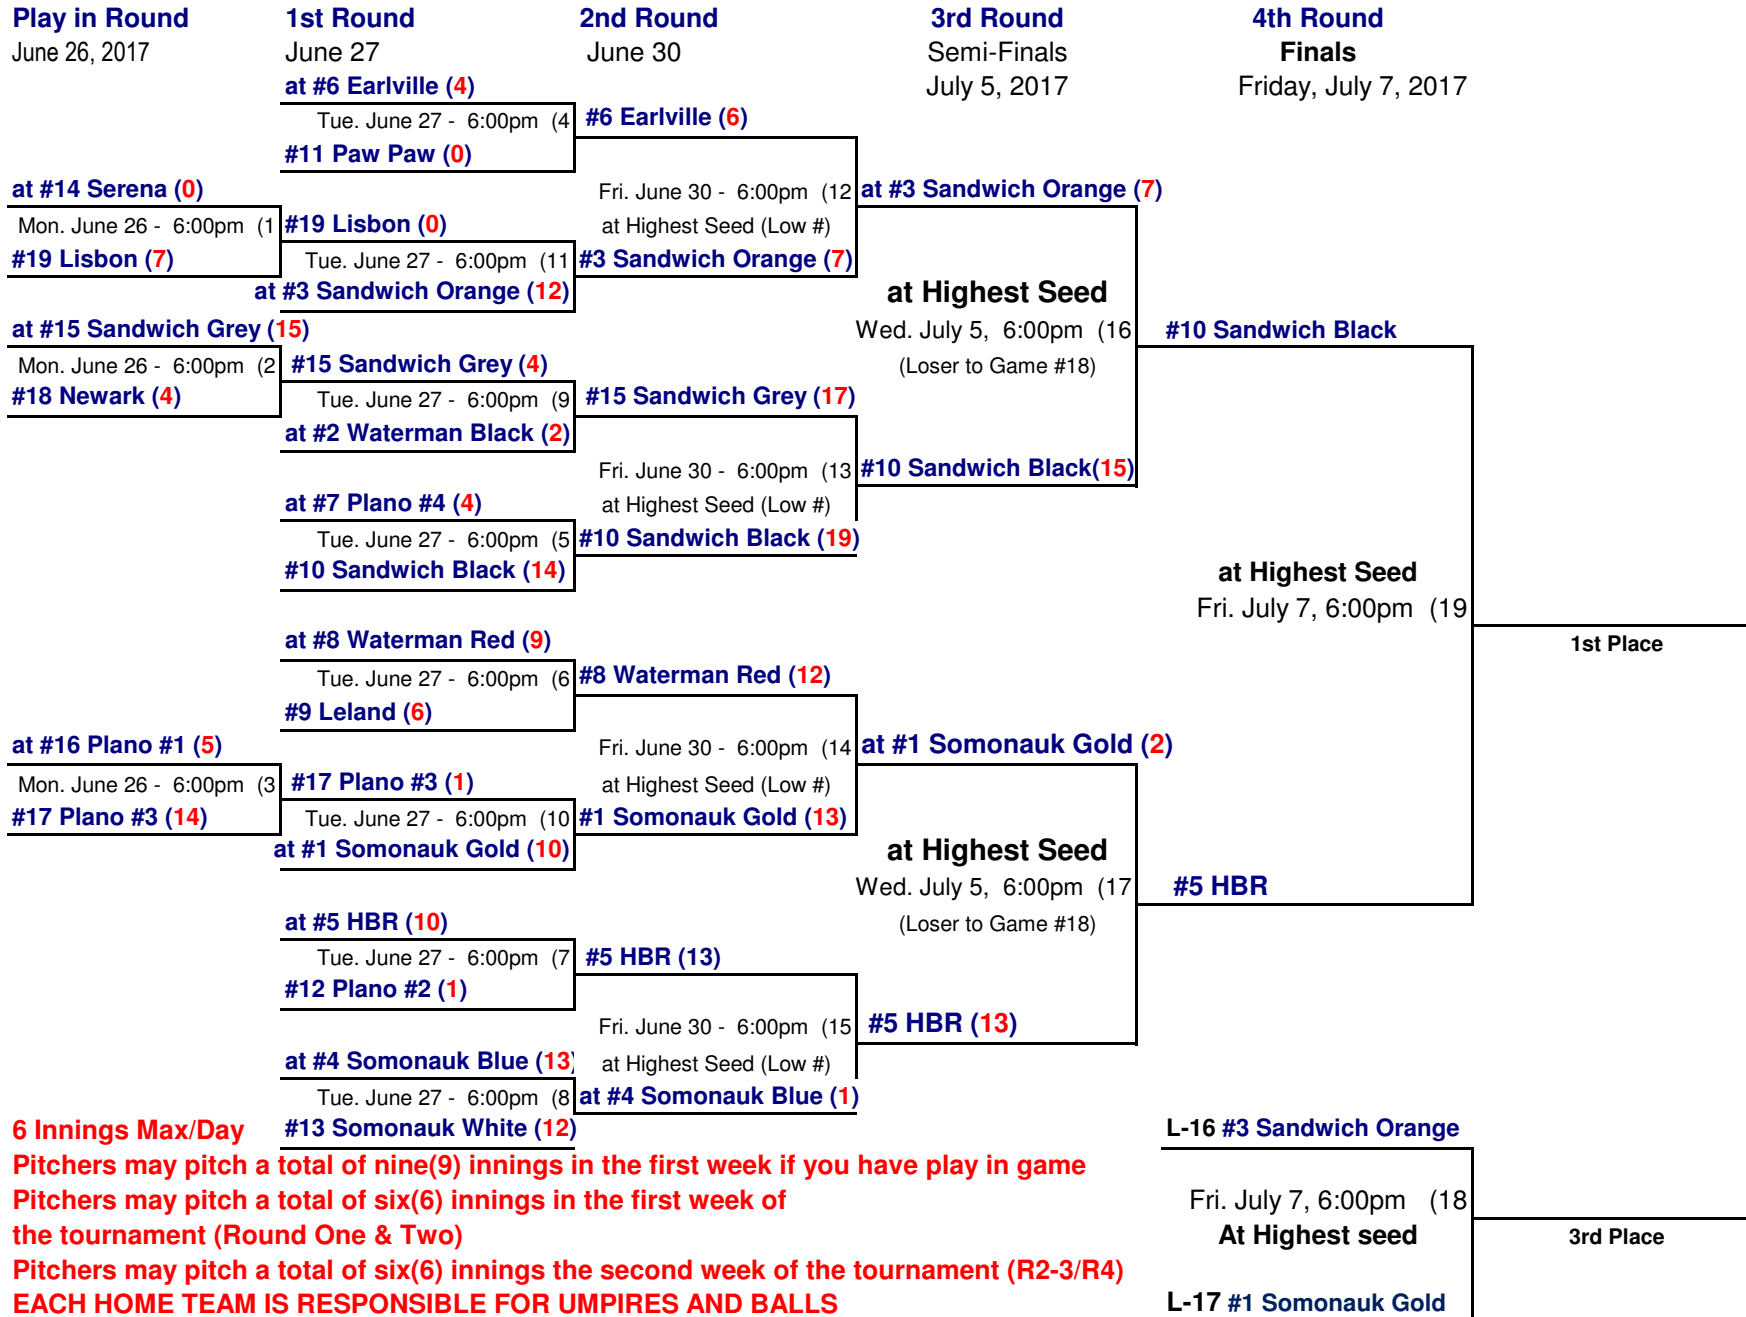 Play in Round 1st Round 2nd Round 3rd Round 4th Round
June 26, 2017 June 27 June 30 Semi-Finals Finals
at #6 Earlville (4) July 5, 2017 Friday, July 7, 2017
Tue. June 27 - 6:00pm (4 #6 Earlville (6)
#11 Paw Paw (0)
at #14 Serena (0) Fri. June 30 - 6:00pm (12 at #3 Sandwich Orange (7)
Mon. June 26 - 6:00pm (1 #19 Lisbon (0) at Highest Seed (Low #)
#19 Lisbon (7) Tue. June 27 - 6:00pm (11 #3 Sandwich Orange (7)
at #3 Sandwich Orange (12) at Highest Seed
at #15 Sandwich Grey (15) Wed. July 5, 6:00pm (16 #10 Sandwich Black
Mon. June 26 - 6:00pm (2 #15 Sandwich Grey (4) (Loser to Game #18)
#18 Newark (4) Tue. June 27 - 6:00pm (9 #15 Sandwich Grey (17)
at #2 Waterman Black (2)
Fri. June 30 - 6:00pm (13 #10 Sandwich Black(15)
at #7 Plano #4 (4) at Highest Seed (Low #)
Tue. June 27 - 6:00pm (5 #10 Sandwich Black (19)
#10 Sandwich Black (14) at Highest Seed
Fri. July 7, 6:00pm (19
at #8 Waterman Red (9) 1st Place
Tue. June 27 - 6:00pm (6 #8 Waterman Red (12)
#9 Leland (6)
at #16 Plano #1 (5) Fri. June 30 - 6:00pm (14 at #1 Somonauk Gold (2)
Mon. June 26 - 6:00pm (3 #17 Plano #3 (1) at Highest Seed (Low #)
#17 Plano #3 (14) Tue. June 27 - 6:00pm (10 #1 Somonauk Gold (13)
at #1 Somonauk Gold (10) at Highest Seed
Wed. July 5, 6:00pm (17 #5 HBR
at #5 HBR (10) (Loser to Game #18)
Tue. June 27 - 6:00pm (7 #5 HBR (13)
#12 Plano #2 (1)
Fri. June 30 - 6:00pm (15 #5 HBR (13)
at #4 Somonauk Blue (13) at Highest Seed (Low #)
Tue. June 27 - 6:00pm (8 at #4 Somonauk Blue (1)
6 Innings Max/Day #13 Somonauk White (12) L-16 #3 Sandwich Orange
Pitchers may pitch a total of nine(9) innings in the first week if you have play in game
Pitchers may pitch a total of six(6) innings in the first week of Fri. July 7, 6:00pm (18
the tournament (Round One & Two) At Highest seed 3rd Place
Pitchers may pitch a total of six(6) innings the second week of the tournament (R2-3/R4)
EACH HOME TEAM IS RESPONSIBLE FOR UMPIRES AND BALLS L-17 #1 Somonauk Gold